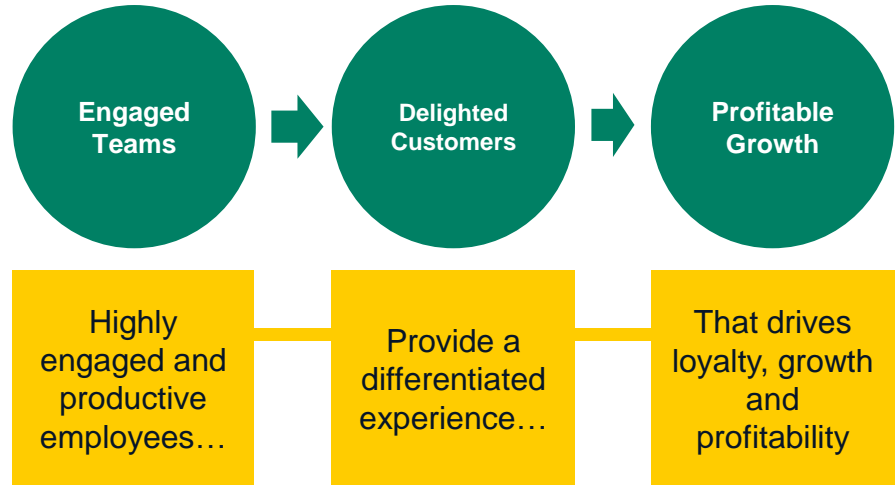 Engaged
Teams
Delighted
Customers
Profitable
Growth
Highly
engaged and
productive
employees…
Provide a
differentiated
experience…
That drives
loyalty, growth
and
profitability